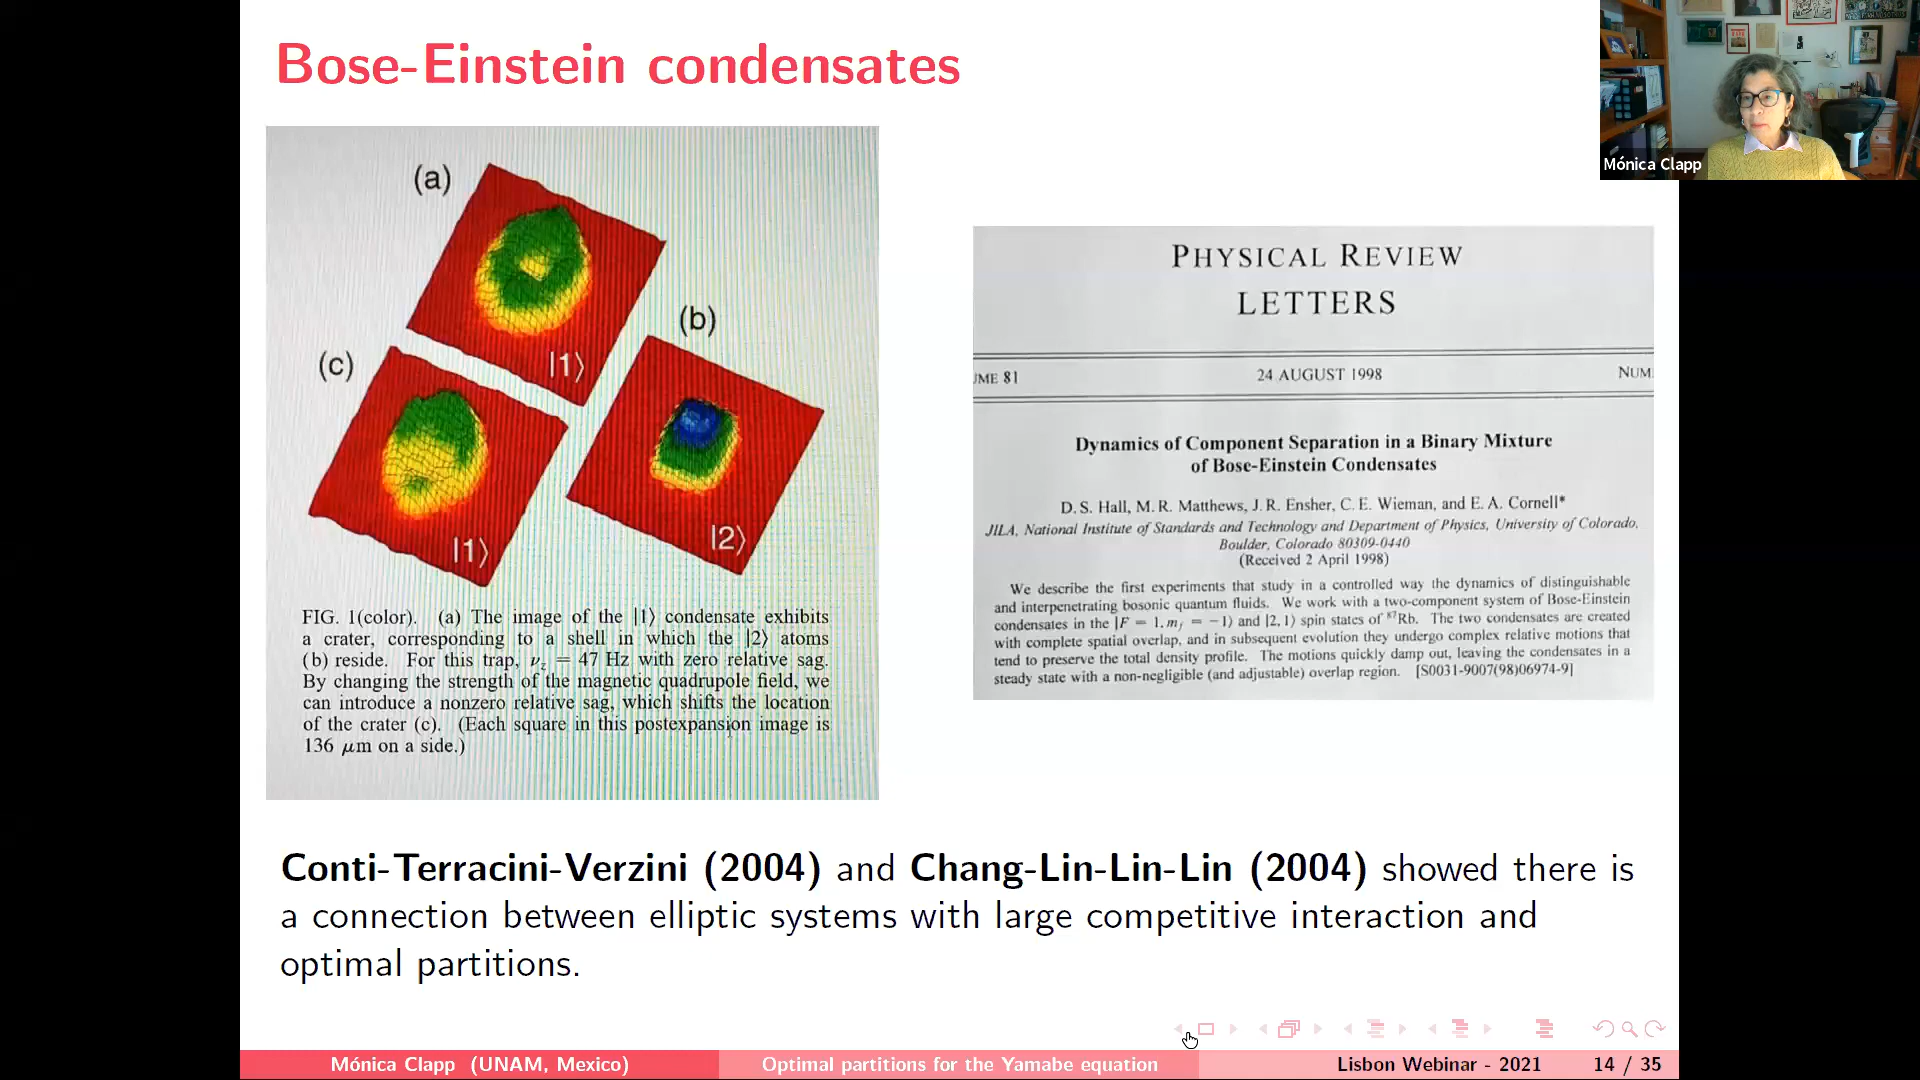 Bose-Einstein condensates
Mónica Clapp
(a)
|1⟩
(b)
|2⟩
(c)
|1⟩
FIG. 1(color). (a) The image of the |1⟩ condensate exhibits
a crater, corresponding to a shell in which the |2⟩ atoms
(b) reside. For this trap, νz = 47 Hz with zero relative sag.
By changing the strength of the magnetic quadrupole field, we
can introduce a nonzero relative sag, which shifts the location
of the crater (c). (Each square in this postexpansion image is
136 μm on a side.)
PHYSICAL REVIEW
LETTERS
UME 81 24 AUGUST 1998 NUM
Dynamics of Component Separation in a Binary Mixture
of Bose-Einstein Condensates
D. S. Hall, M. R. Matthews, J. R. Ensher, C. E. Wieman, and E. A. Cornell*
JILA, National Institute of Standards and Technology and Department of Physics, University of Colorado,
Boulder, Colorado 80309-0440
(Received 2 April 1998)
We describe the first experiments that study in a controlled way the dynamics of distinguishable
and interpenetrating bosonic quantum fluids. We work with a two-component system of Bose-Einstein
condensates in the |F = 1, mf = −1⟩ and |2, 1⟩ spin states of ⁸⁷Rb. The two condensates are created
with complete spatial overlap, and in subsequent evolution they undergo complex relative motions that
tend to preserve the total density profile. The motions quickly damp out, leaving the condensates in a
steady state with a non-negligible (and adjustable) overlap region. [S0031-9007(98)06974-9]
Conti-Terracini-Verzini (2004) and Chang-Lin-Lin-Lin (2004) showed there is
a connection between elliptic systems with large competitive interaction and
optimal partitions.
Mónica Clapp (UNAM, Mexico) Optimal partitions for the Yamabe equation Lisbon Webinar - 2021 14 / 35